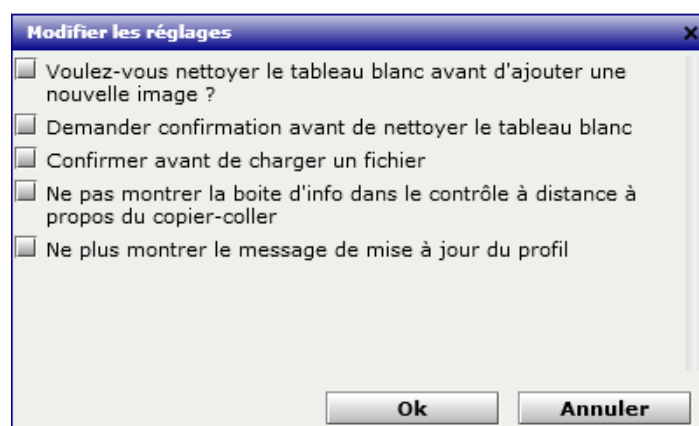 Modifier les réglages
Voulez-vous nettoyer le tableau blanc avant d'ajouter une
nouvelle image ?
Demander confirmation avant de nettoyer le tableau blanc
Confirmer avant de charger un fichier
Ne pas montrer la boite d'info dans le contrôle à distance à
propos du copier-coller
Ne plus montrer le message de mise à jour du profil
Ok
Annuler